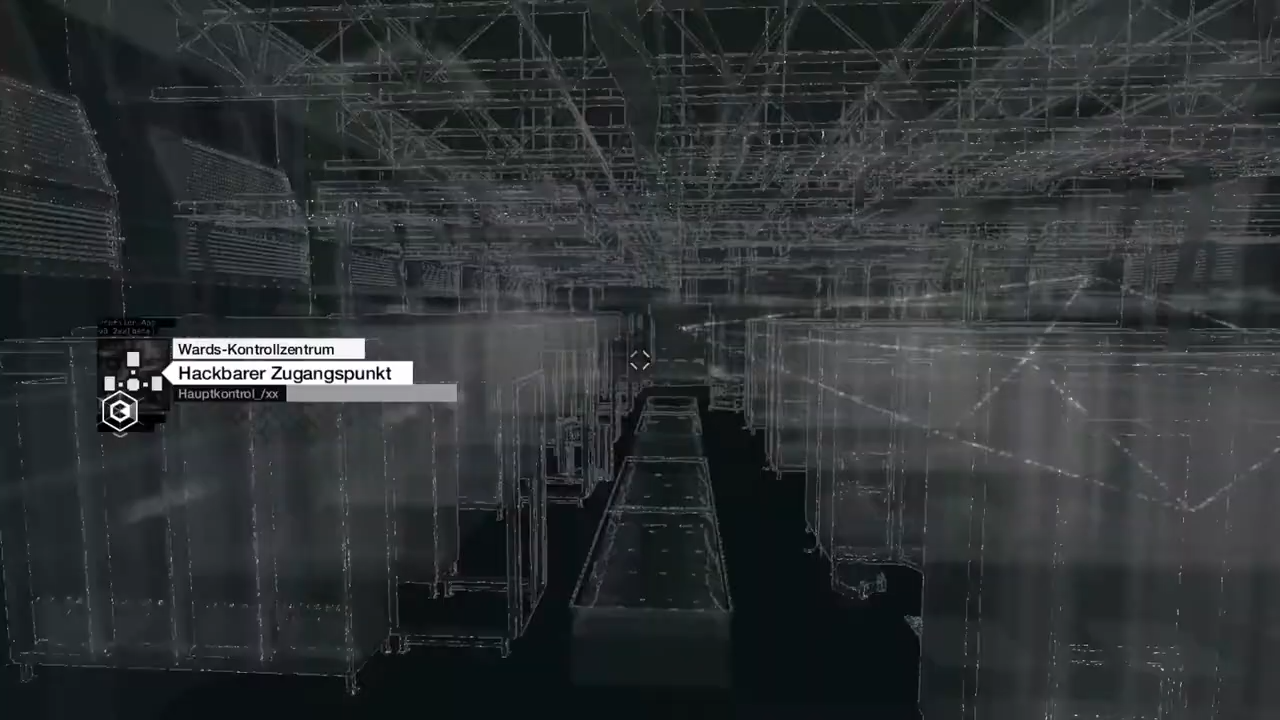 Wards-Kontrollzentrum
Hackbarer Zugangspunkt
Hauptkontrol_/xx